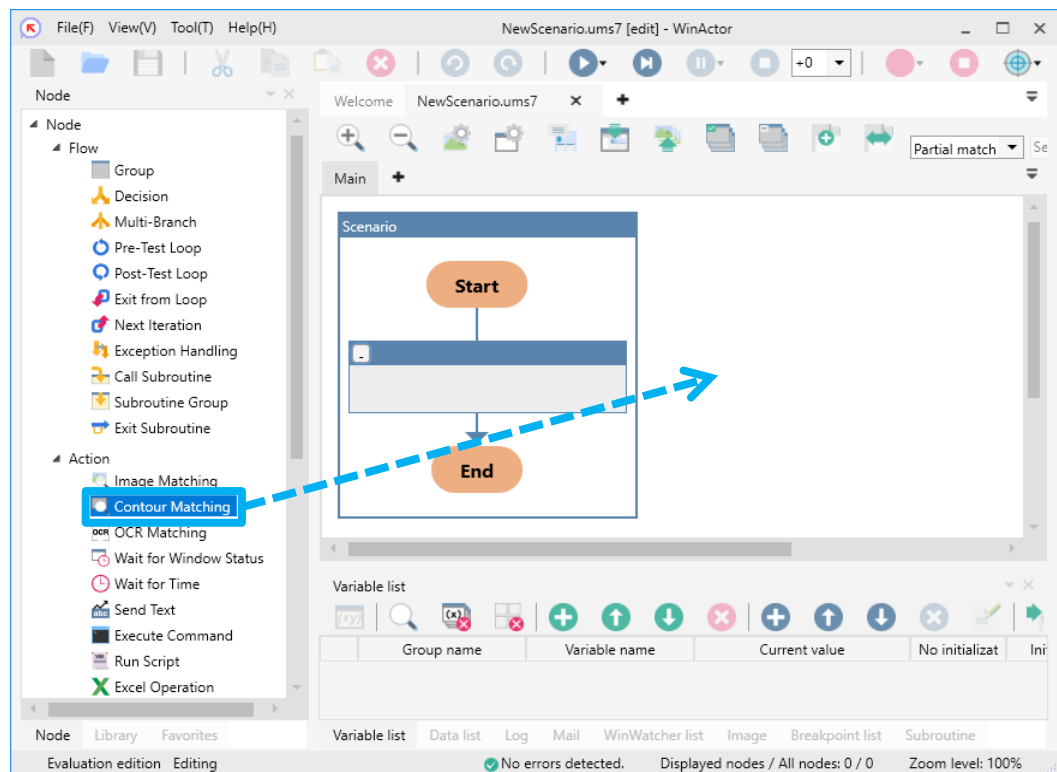 File(F) View(V) Tool(T) Help(H) NewScenario.ums7 [edit] - WinActor
+0
Node
Welcome NewScenario.ums7
Node
Flow
Group
Decision
Multi-Branch
Pre-Test Loop
Post-Test Loop
Exit from Loop
Next Iteration
Exception Handling
Call Subroutine
Subroutine Group
Exit Subroutine
Action
Image Matching
Contour Matching
OCR OCR Matching
Wait for Window Status
Wait for Time
abc Send Text
Execute Command
Run Script
Excel Operation
Node Library Favorites
Partial match Se
Main
Scenario
Start
-
End
Variable list
(xy) (x)
Group name Variable name Current value No initializat Ini
Variable list Data list Log Mail WinWatcher list Image Breakpoint list Subroutine
Evaluation edition Editing No errors detected. Displayed nodes / All nodes: 0 / 0 Zoom level: 100%